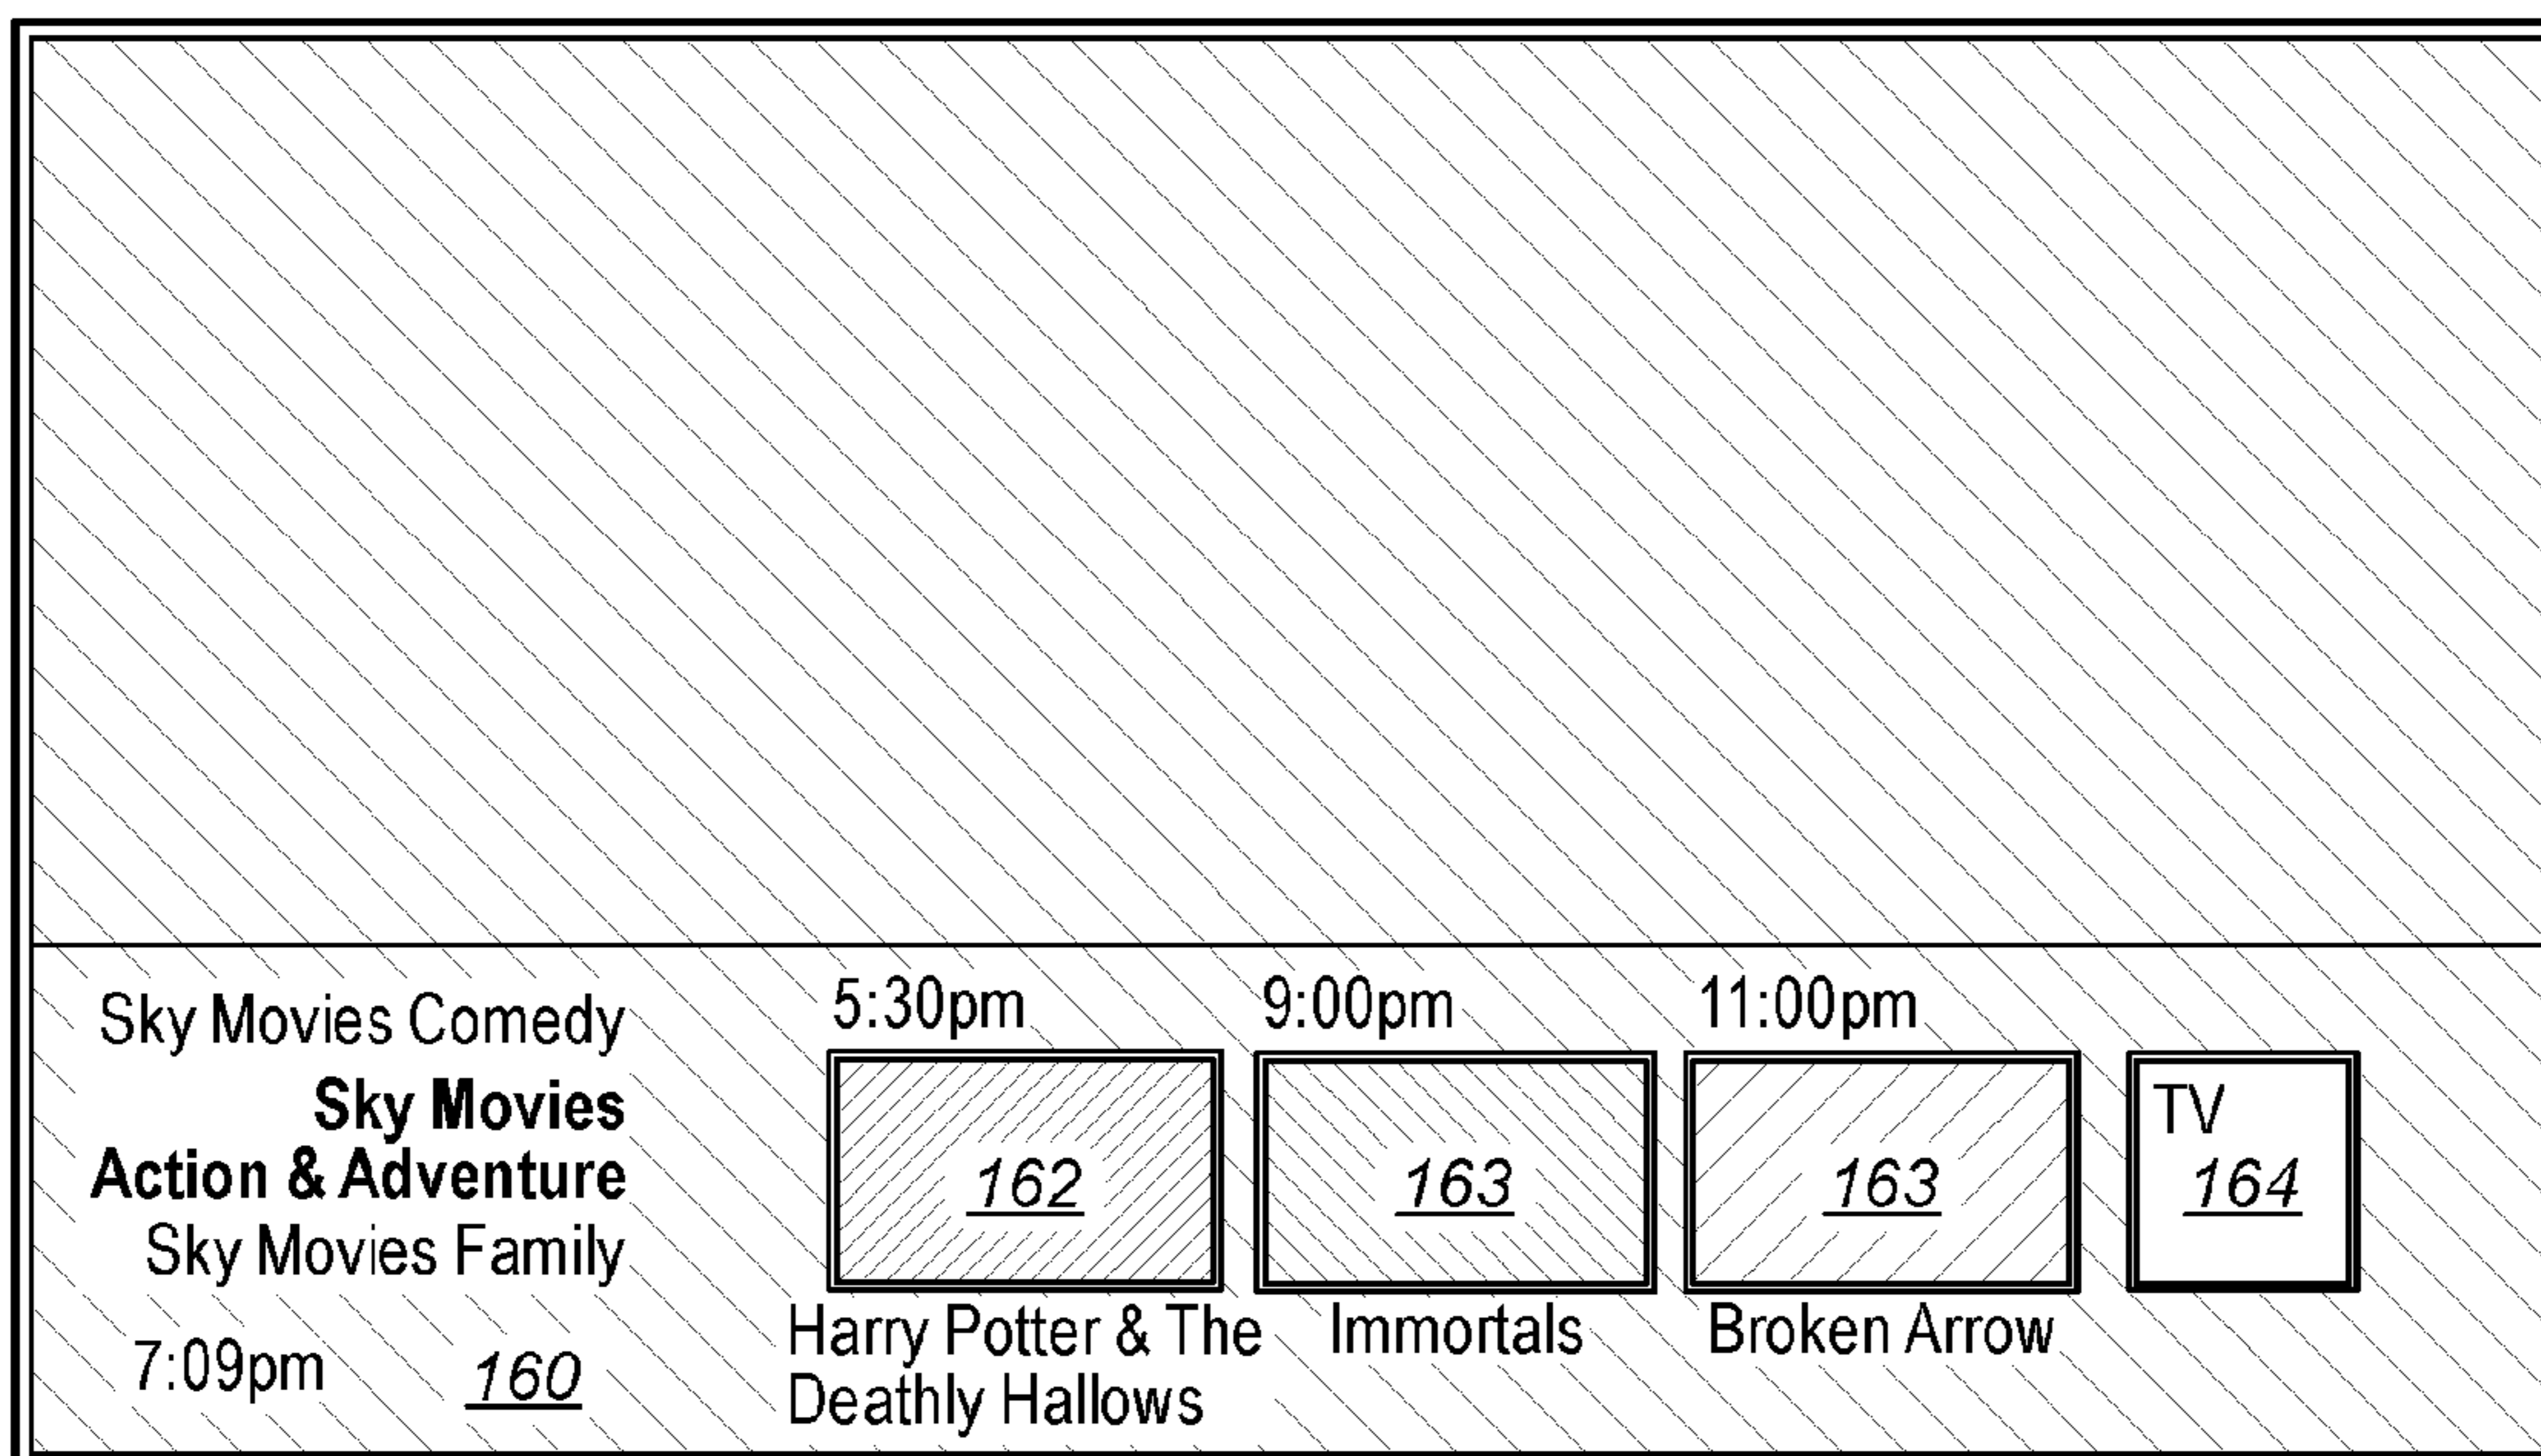 Sky Movies Comedy
Sky Movies
Action & Adventure
Sky Movies Family
7:09pm
160
5:30pm
162
Harry Potter & The
Deathly Hallows
9:00pm
163
Immortals
11:00pm
163
Broken Arrow
TV
164